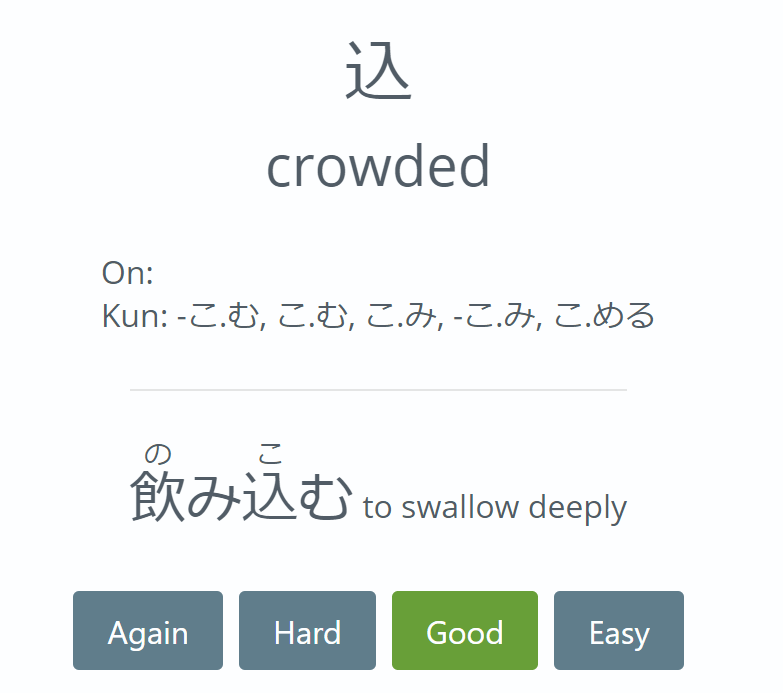 込
crowded
On:
Kun: -こ.む, こ.む, こ.み, -こ.み, こ.める
の こ
飲み込む to swallow deeply
Again Hard Good Easy